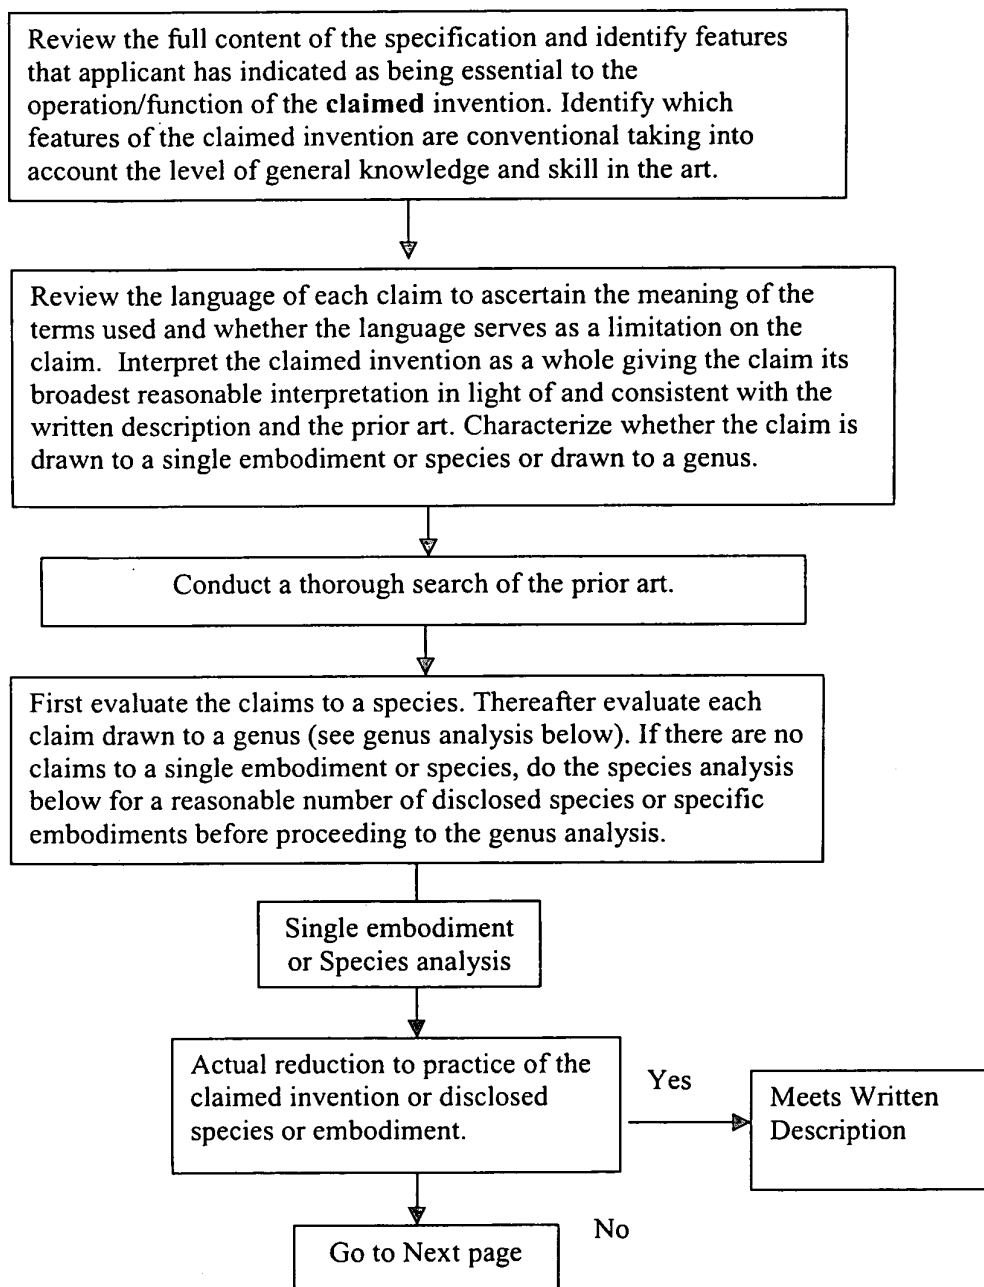 Review the full content of the specification and identify features
that applicant has indicated as being essential to the
operation/function of the claimed invention. Identify which
features of the claimed invention are conventional taking into
account the level of general knowledge and skill in the art.
Review the language of each claim to ascertain the meaning of the
terms used and whether the language serves as a limitation on the
claim. Interpret the claimed invention as a whole giving the claim its
broadest reasonable interpretation in light of and consistent with the
written description and the prior art. Characterize whether the claim is
drawn to a single embodiment or species or drawn to a genus.
Conduct a thorough search of the prior art.
First evaluate the claims to a species. Thereafter evaluate each
claim drawn to a genus (see genus analysis below). If there are no
claims to a single embodiment or species, do the species analysis
below for a reasonable number of disclosed species or specific
embodiments before proceeding to the genus analysis.
Single embodiment
or Species analysis
Actual reduction to practice of the
claimed invention or disclosed
species or embodiment.
Yes
Meets Written
Description
No
Go to Next page